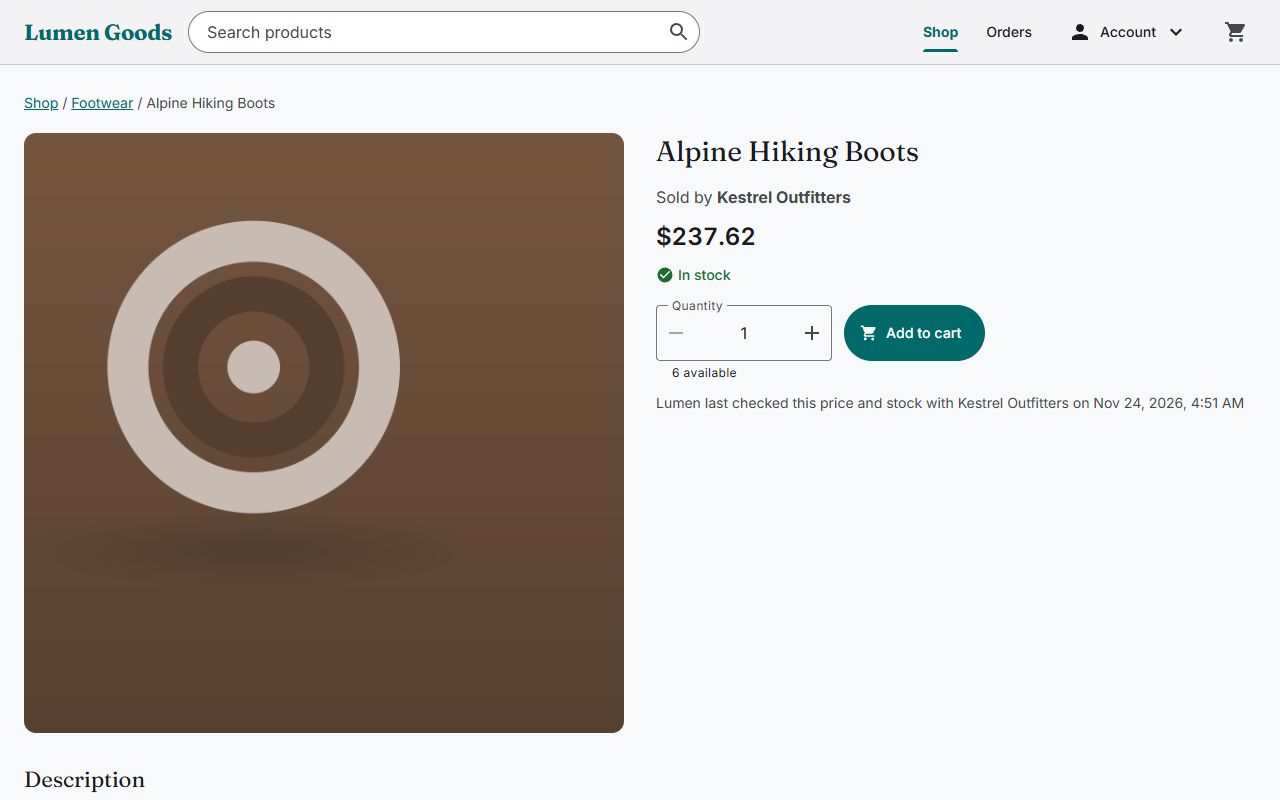 Lumen Goods
Search products
Shop
Orders
Account
Shop / Footwear / Alpine Hiking Boots
Alpine Hiking Boots
Sold by Kestrel Outfitters
$237.62
In stock
Quantity
1
Add to cart
6 available
Lumen last checked this price and stock with Kestrel Outfitters on Nov 24, 2026, 4:51 AM
Description